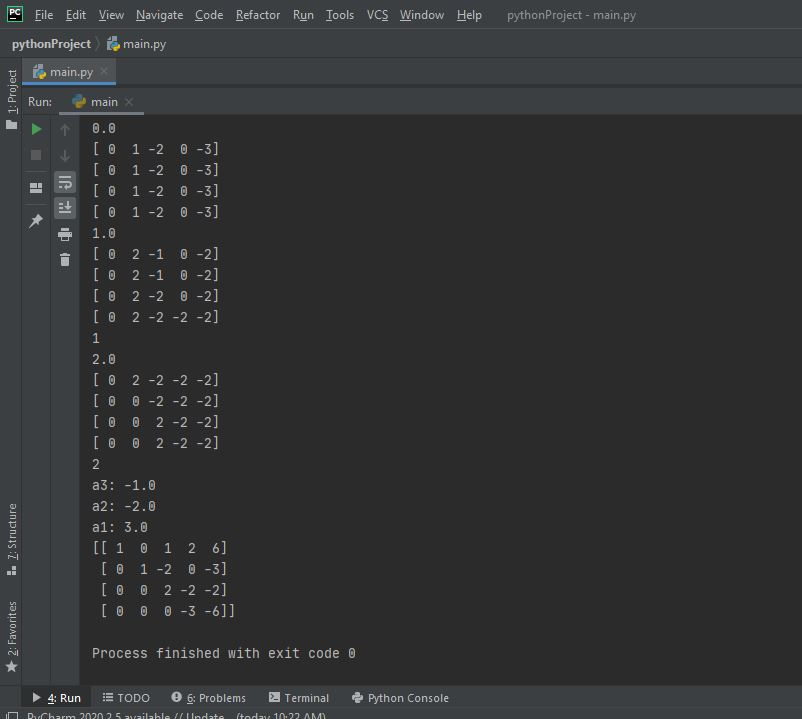 PC File Edit View Navigate Code Refactor Run Tools VCS Window Help pythonProject - main.py
pythonProject main.py
1: Project
main.py
Run: main
0.0
[ 0  1 -2  0 -3]
[ 0  1 -2  0 -3]
[ 0  1 -2  0 -3]
[ 0  1 -2  0 -3]
1.0
[ 0  2 -1  0 -2]
[ 0  2 -1  0 -2]
[ 0  2 -2  0 -2]
[ 0  2 -2 -2 -2]
1
2.0
[ 0  2 -2 -2 -2]
[ 0  0 -2 -2 -2]
[ 0  0  2 -2 -2]
[ 0  0  2 -2 -2]
2
a3: -1.0
a2: -2.0
a1: 3.0
[[ 1  0  1  2  6]
 [ 0  1 -2  0 -3]
 [ 0  0  2 -2 -2]
 [ 0  0  0 -3 -6]]
Process finished with exit code 0
7: Structure
2: Favorites
4: Run TODO 6: Problems Terminal Python Console
PyCharm 2020.2.5 available // Update... (today 10:22 AM)